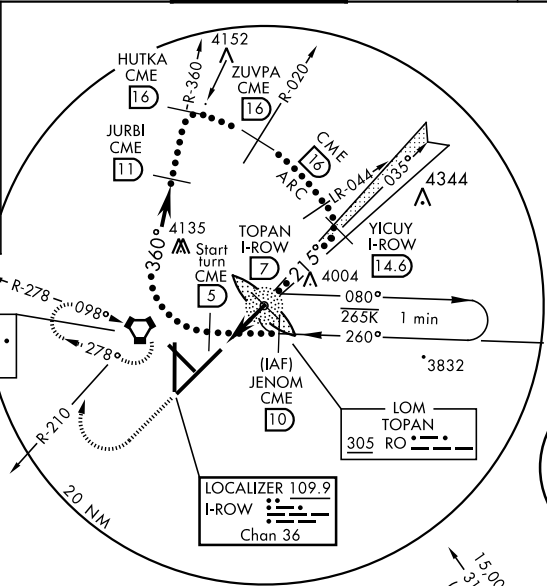 4152
HUTKA
CME
16
R-360
ZUVPA
CME
16
R-020
JURBI
CME
11
CME
16
ARC
LR-044
035°
4344
360°
4135
Start
turn
CME
5
TOPAN
I-ROW
7
215°
YICUY
I-ROW
14.6
4004
R-278
098°
278°
080°
265K
1 min
260°
3832
(IAF)
JENOM
CME
10
R-210
20 NM
LOM
TOPAN
305 RO
LOCALIZER 109.9
I-ROW
Chan 36
15,00